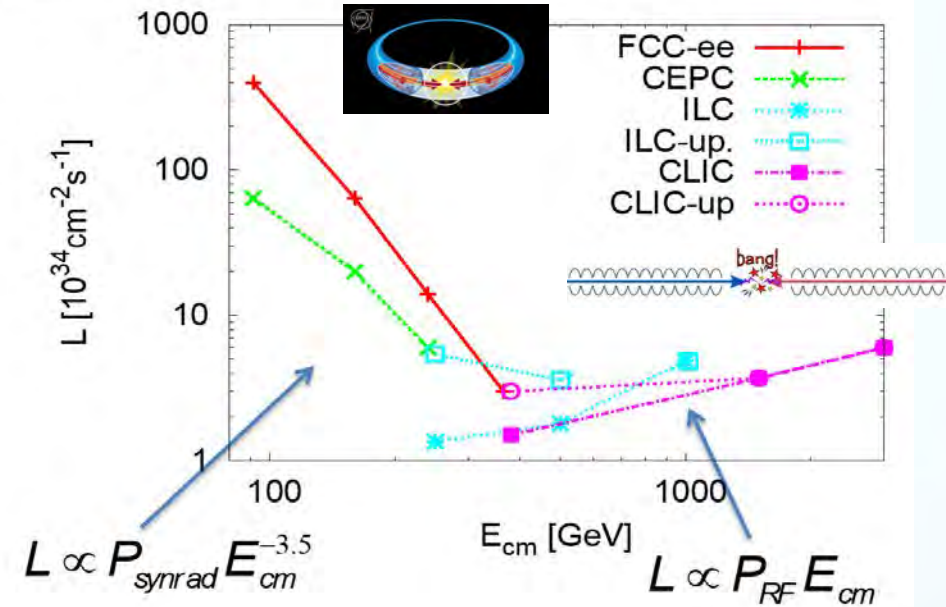 1000
100
10
1
L [10³⁴cm⁻²s⁻¹]
FCC-ee
CEPC
ILC
ILC-up.
CLIC
CLIC-up
bang!
100
1000
E_cm [GeV]
L ∝ P_synrad E_cm^-3.5
L ∝ P_RF E_cm